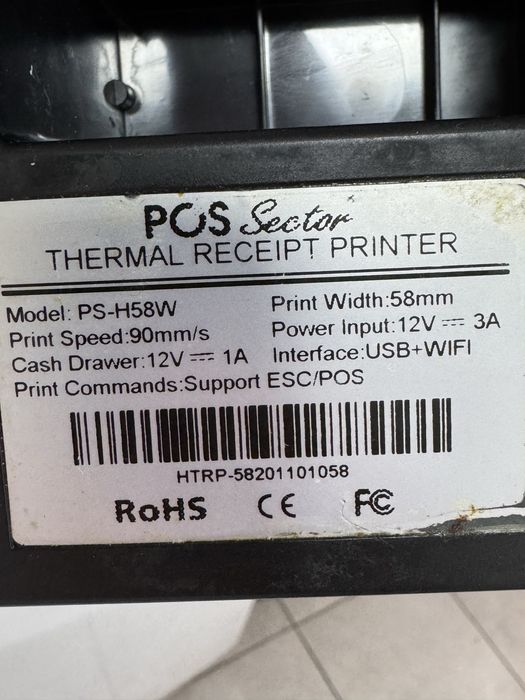 POS Sector
THERMAL RECEIPT PRINTER
Model: PS-H58W Print Width:58mm
Print Speed:90mm/s Power Input:12V ⎓ 3A
Cash Drawer:12V ⎓ 1A Interface:USB+WIFI
Print Commands:Support ESC/POS
HTRP-58201101058
RoHS CE FC